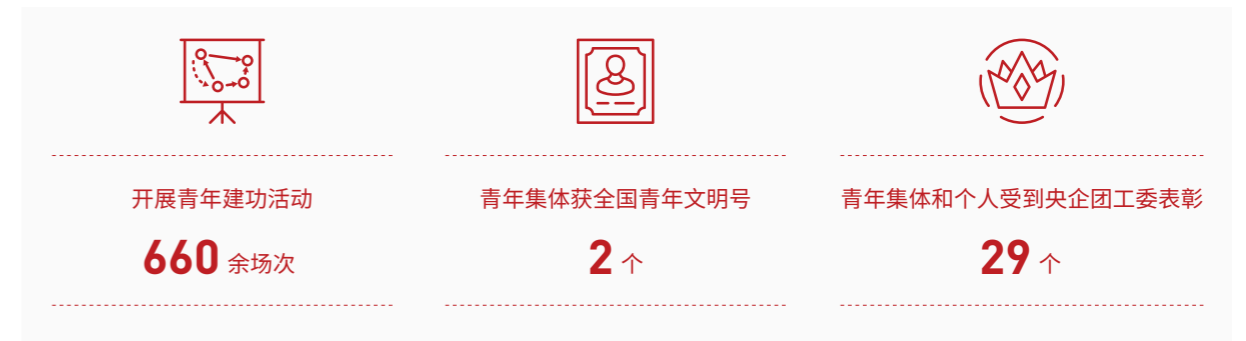 开展青年建功活动
660 余场次
青年集体获全国青年文明号
2 个
青年集体和个人受到央企团工委表彰
29 个